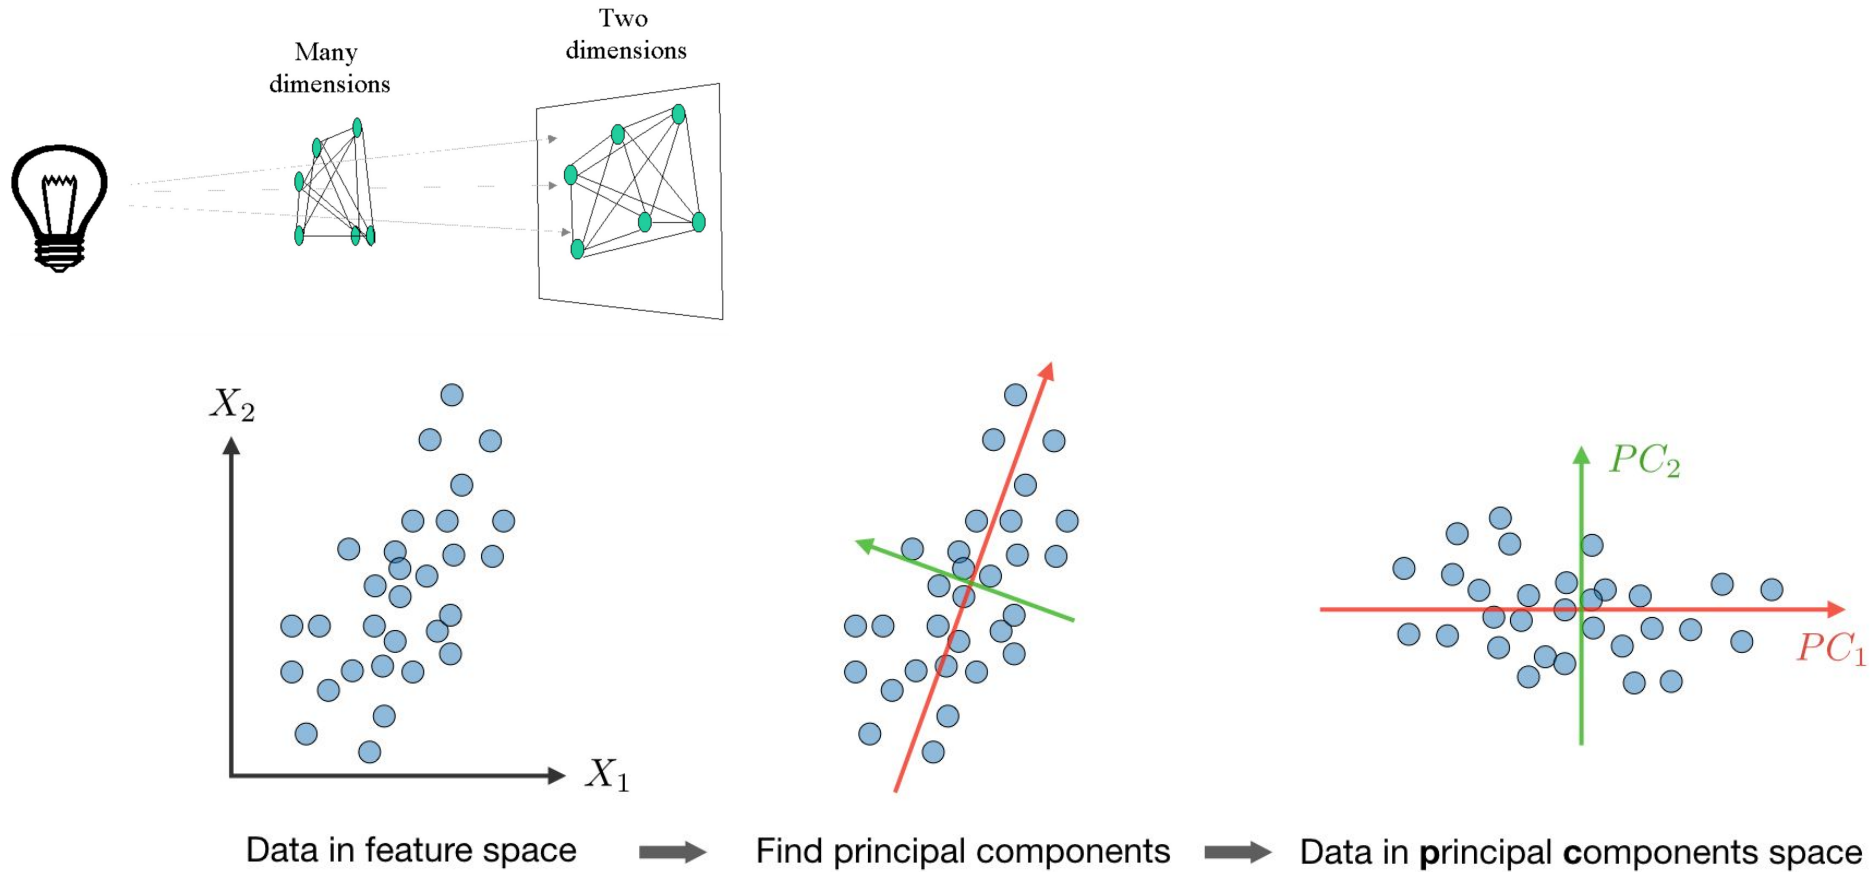 Many
dimensions
Two
dimensions
X₂
X₁
PC₂
PC₁
Data in feature space
Find principal components
Data in principal components space